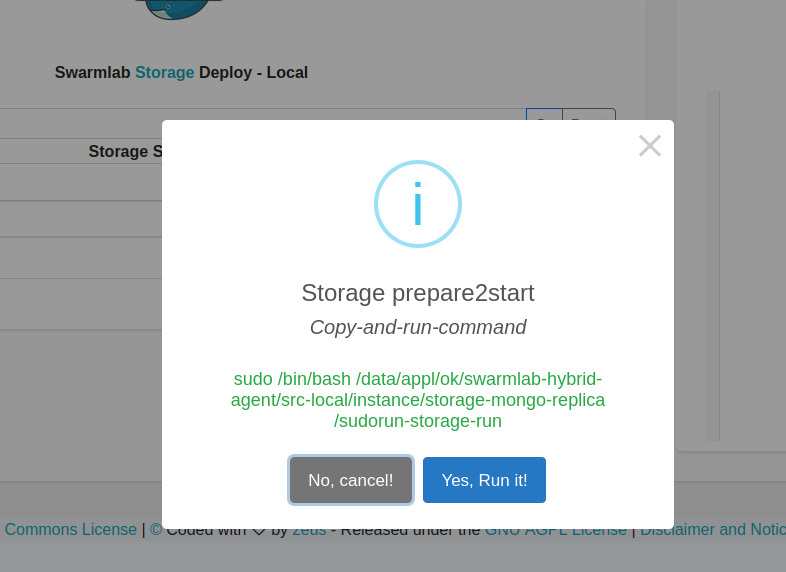 Swarmlab Storage Deploy - Local
Storage S
i
Storage prepare2start
Copy-and-run-command
sudo /bin/bash /data/appl/ok/swarmlab-hybrid-
agent/src-local/instance/storage-mongo-replica
/sudorun-storage-run
No, cancel!
Yes, Run it!
Commons License | © Coded with ♡ by zeus - Released under the GNU AGPL License | Disclaimer and Notic